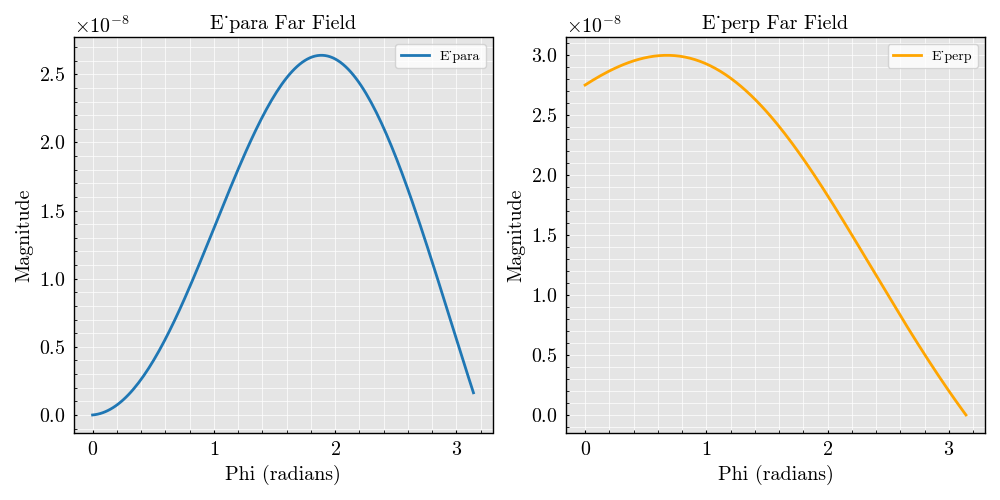 E˙para Far Field
×10⁻⁸
E˙para
2.5
2.0
1.5
1.0
0.5
0.0
Magnitude
0 1 2 3
Phi (radians)
E˙perp Far Field
×10⁻⁸
E˙perp
3.0
2.5
2.0
1.5
1.0
0.5
0.0
Magnitude
0 1 2 3
Phi (radians)